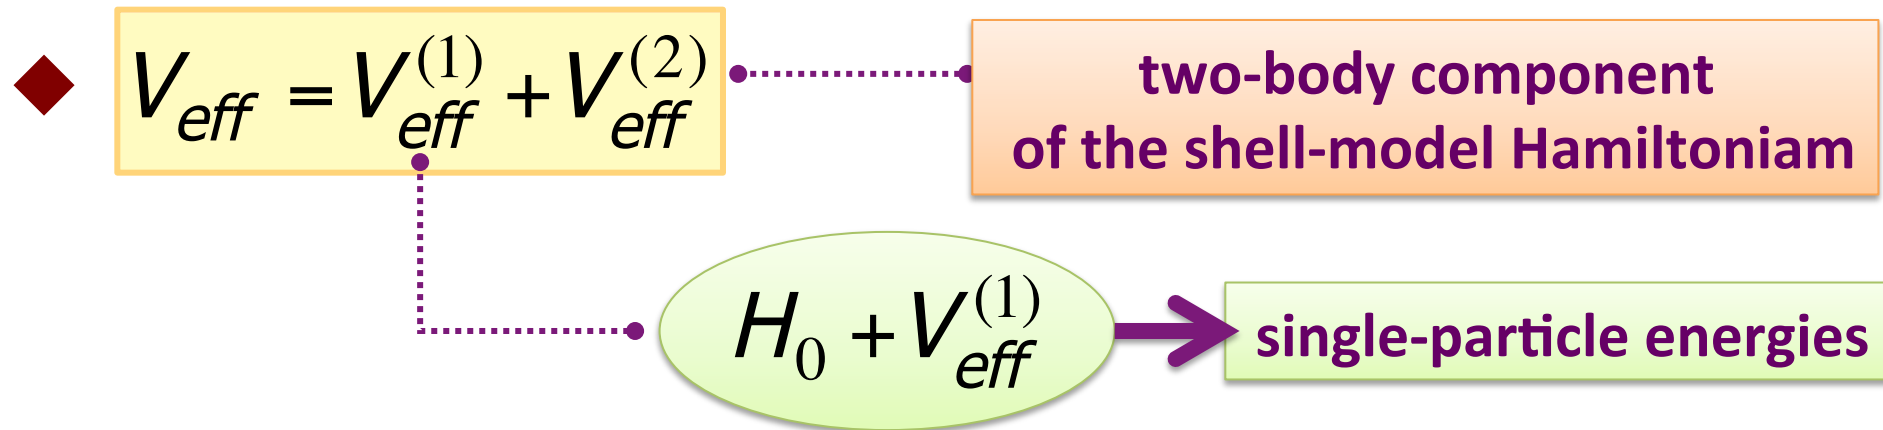 V_eff = V_eff^(1) + V_eff^(2)
two-body component
of the shell-model Hamiltoniam
H_0 + V_eff^(1)
single-particle energies